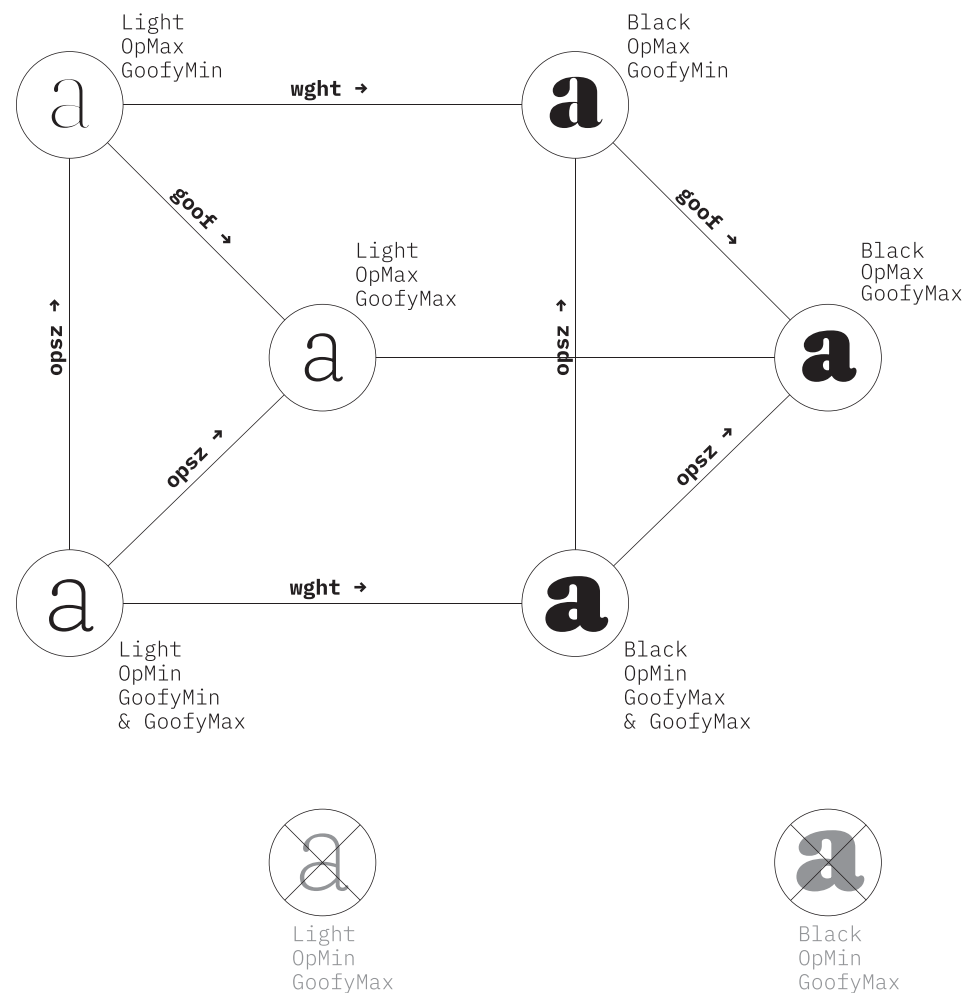 Light
OpMax
GoofyMin
Black
OpMax
GoofyMin
a
wght →
a
goof →
goof →
Light
OpMax
GoofyMax
Black
OpMax
GoofyMax
opsz →
opsz →
a
a
opsz →
opsz →
a
wght →
a
Light
OpMin
GoofyMin
& GoofyMax
Black
OpMin
GoofyMax
& GoofyMax
a
a
Light
OpMin
GoofyMax
Black
OpMin
GoofyMax